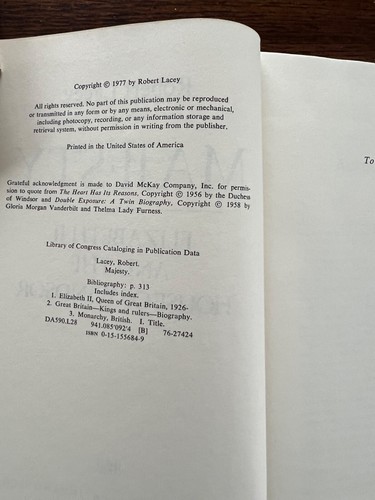 Copyright © 1977 by Robert Lacey
All rights reserved. No part of this publication may be reproduced
or transmitted in any form or by any means, electronic or mechanical,
including photocopy, recording, or any information storage and
retrieval system, without permission in writing from the publisher.
Printed in the United States of America
Grateful acknowledgment is made to David McKay Company, Inc. for permis-
sion to quote from The Heart Has Its Reasons, Copyright © 1956 by the Duchess
of Windsor and Double Exposure: A Twin Biography, Copyright © 1958 by
Gloria Morgan Vanderbilt and Thelma Lady Furness.
Library of Congress Cataloging in Publication Data
Lacey, Robert.
Majesty.
Bibliography: p. 313
Includes index.
1. Elizabeth II, Queen of Great Britain, 1926-
2. Great Britain—Kings and rulers—Biography.
3. Monarchy, British. I. Title.
DA590.L28 941.085'092'4 [B] 76-27424
ISBN 0-15-155684-9
To